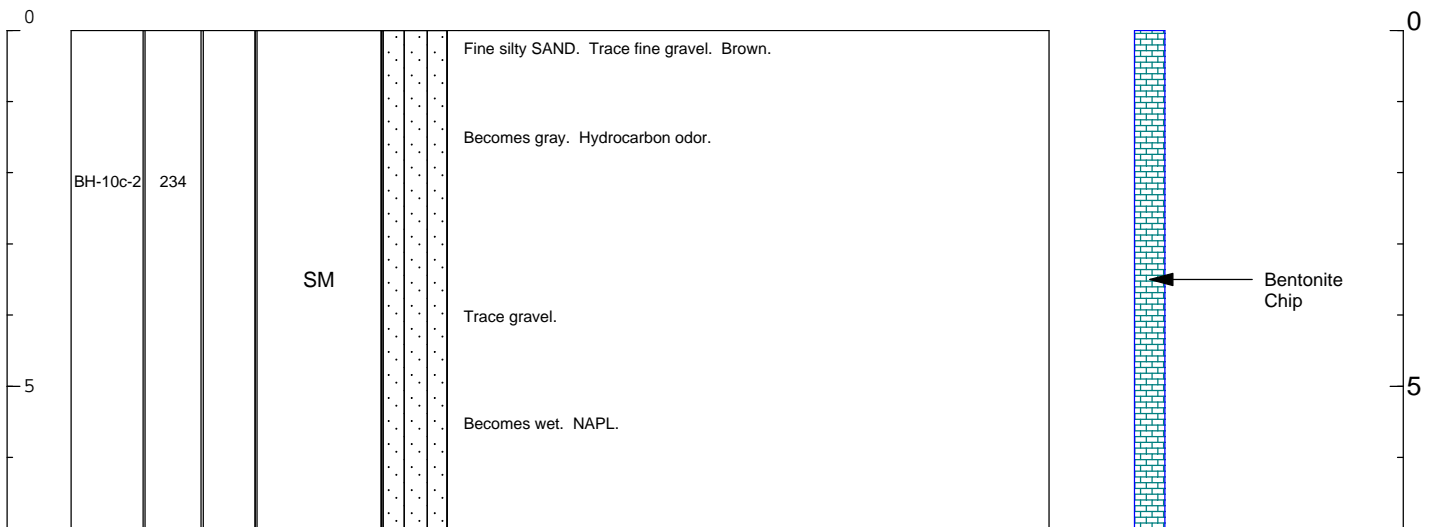 0
0
Fine silty SAND. Trace fine gravel. Brown.
Becomes gray. Hydrocarbon odor.
BH-10c-2 234
SM
Bentonite
Chip
Trace gravel.
5
5
Becomes wet. NAPL.